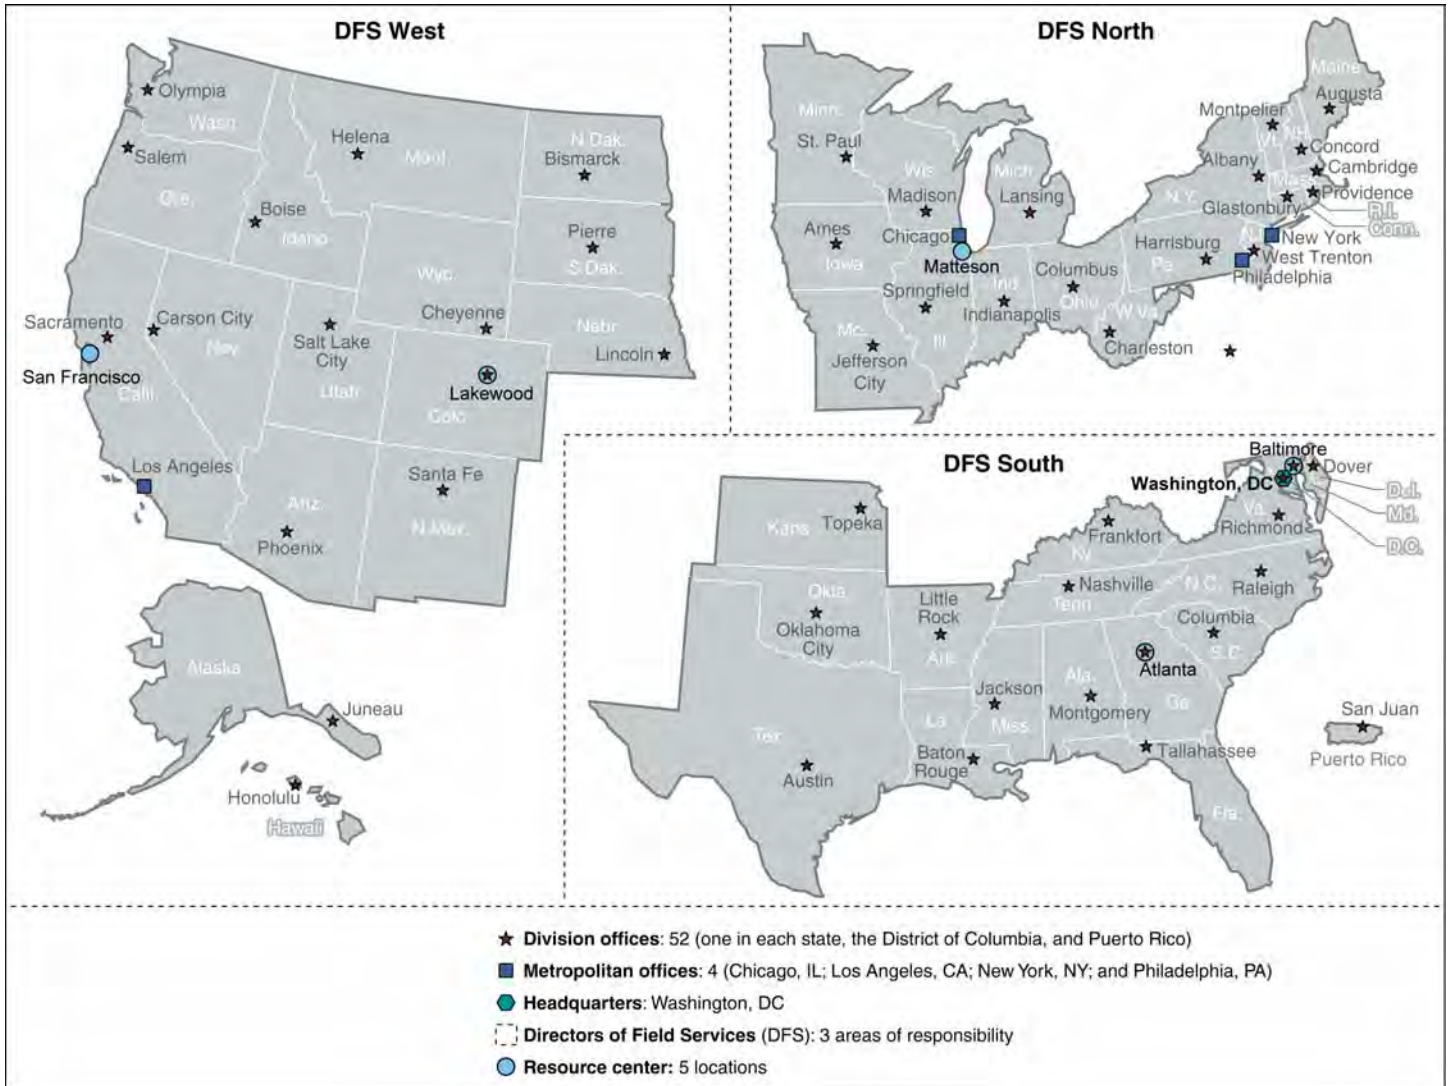 DFS West
Olympia
Wash.
Salem
Ore.
Helena
Mont.
N.Dak.
Bismarck
Boise
Idaho
Pierre
S.Dak.
Wyo.
Cheyenne
Nebr.
Lincoln
Sacramento
Carson City
Nev.
Salt Lake
City
Utah
San Francisco
Calif.
Lakewood
Colo.
Los Angeles
Santa Fe
Ariz.
N.Mex.
Phoenix
Alaska
Juneau
Honolulu
Hawaii
DFS North
Maine
Augusta
Minn.
St. Paul
Montpelier
Vt.
NH.
Concord
Wis.
Mich.
Albany
Cambridge
Mass.
Madison
Lansing
N.Y.
Providence
Glastonbury
R.I.
Conn.
Ames
Chicago
Harrisburg
New York
Iowa
Matteson
Columbus
Pa.
West Trenton
Philadelphia
Springfield
Ind.
Ohio
Indianapolis
W.Va.
Mo.
Ill.
Charleston
Jefferson
City
DFS South
Baltimore
Washington, DC
Dover
Del.
Md.
Va.
Richmond
D.C.
Kans.
Topeka
Frankfort
Ky.
Nashville
N.C.
Raleigh
Okla.
Little
Rock
Tenn.
Oklahoma
City
Columbia
Ark.
S.C.
Atlanta
Jackson
Ala.
Montgomery
Ga.
La.
Miss.
Tex.
San Juan
Baton
Rouge
Tallahassee
Puerto Rico
Austin
Fla.
Division offices: 52 (one in each state, the District of Columbia, and Puerto Rico)
Metropolitan offices: 4 (Chicago, IL; Los Angeles, CA; New York, NY; and Philadelphia, PA)
Headquarters: Washington, DC
Directors of Field Services (DFS): 3 areas of responsibility
Resource center: 5 locations